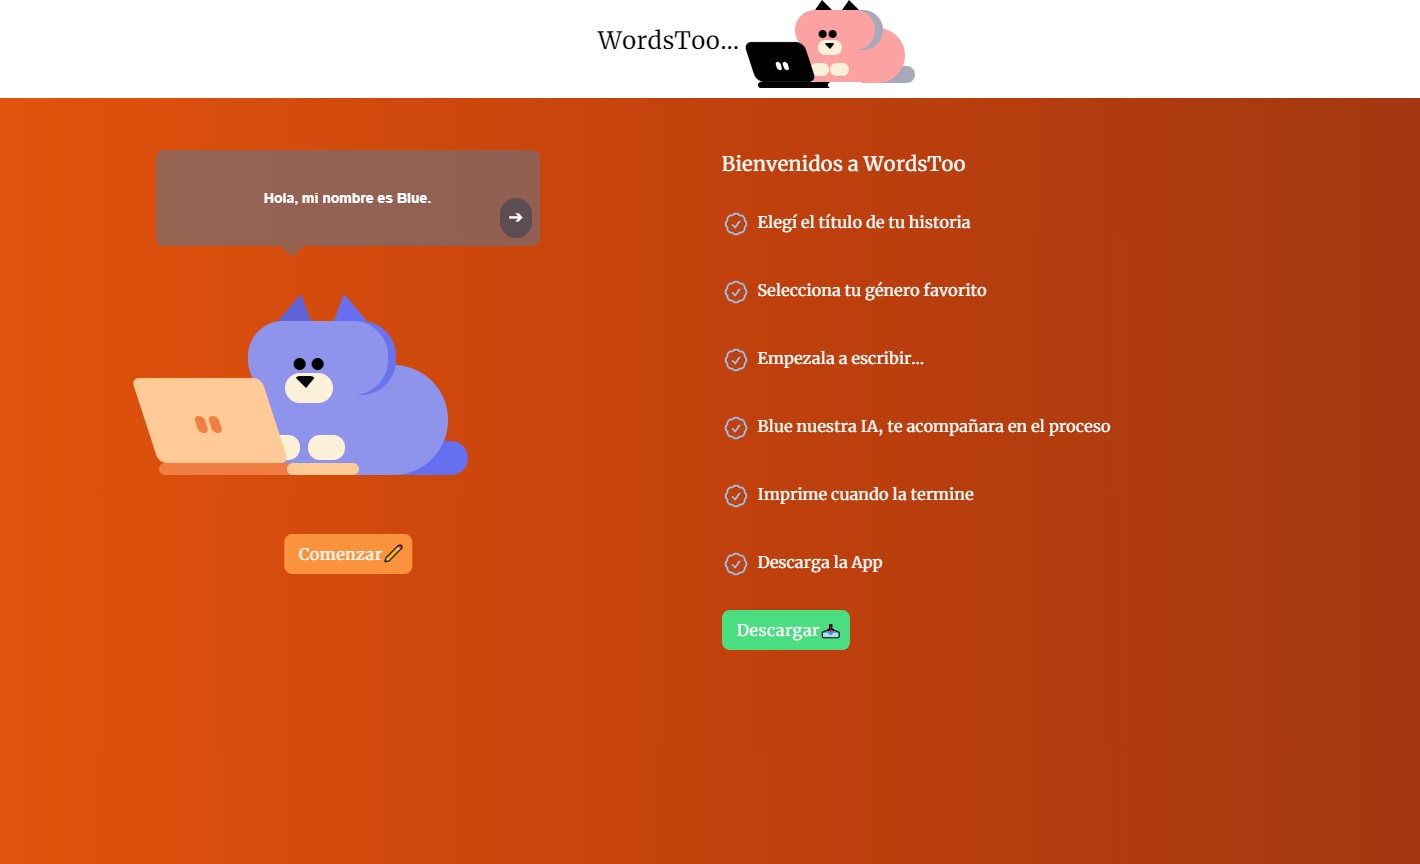 WordsToo...
Hola, mi nombre es Blue.
Comenzar
Bienvenidos a WordsToo
Elegí el título de tu historia
Selecciona tu género favorito
Empezala a escribir...
Blue nuestra IA, te acompañara en el proceso
Imprime cuando la termine
Descarga la App
Descargar